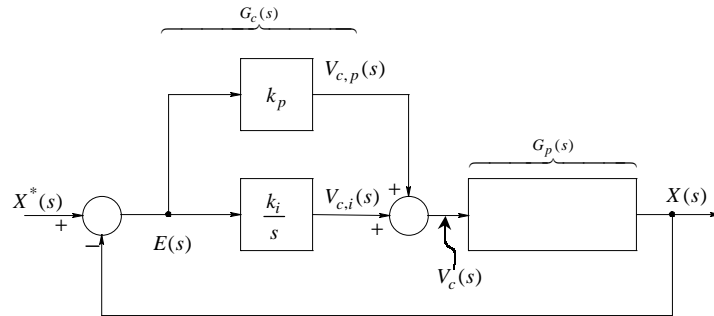 G_c(s)
V_{c,p}(s)
k_p
G_p(s)
X^*(s)
+
−
E(s)
k_i
s
V_{c,i}(s)
+
+
V_c(s)
X(s)